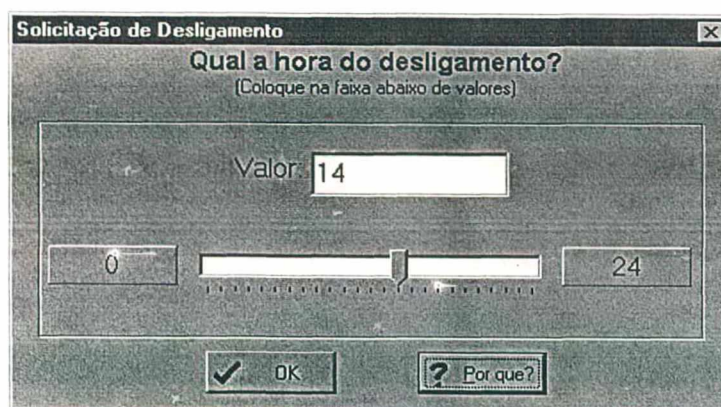 Solicitação de Desligamento
Qual a hora do desligamento?
(Coloque na faixa abaixo de valores)
Valor: 14
0 24
OK ? Por que?